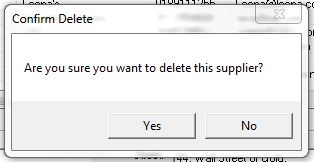 Confirm Delete
Are you sure you want to delete this supplier?
Yes
No